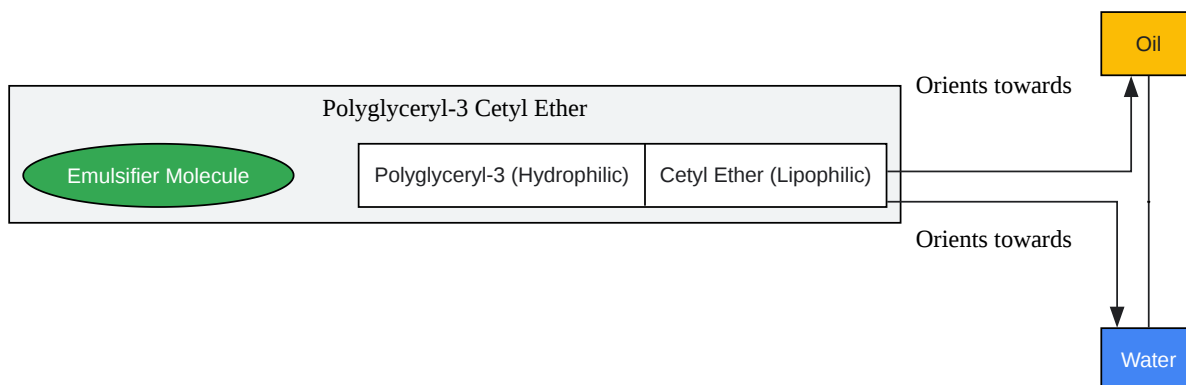 Oil
Orients towards
Polyglyceryl-3 Cetyl Ether
Emulsifier Molecule
Polyglyceryl-3 (Hydrophilic)
Cetyl Ether (Lipophilic)
Orients towards
Water